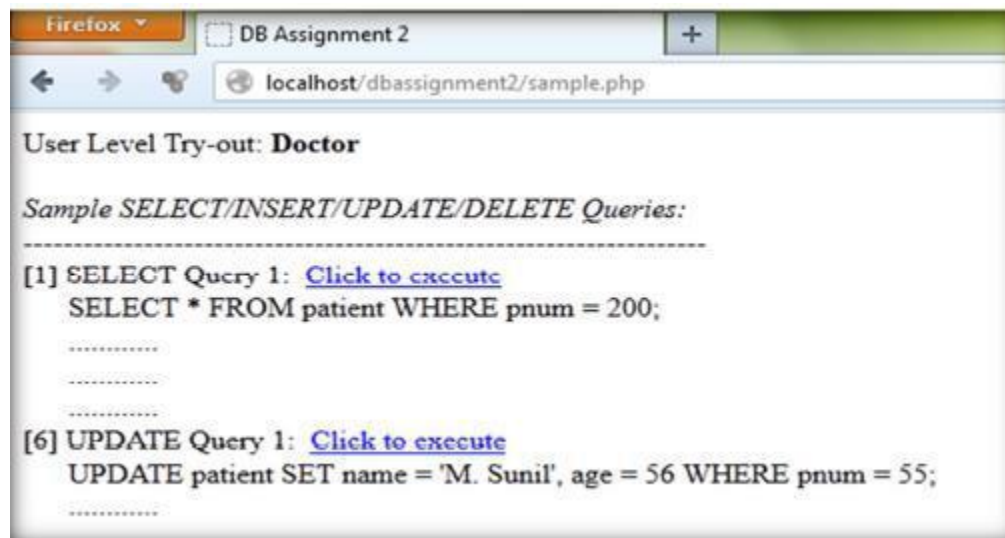 Firefox
DB Assignment 2
+
localhost/dbassignment2/sample.php
User Level Try-out: Doctor
Sample SELECT/INSERT/UPDATE/DELETE Queries:
--------------------------------------------------------------------
[1] SELECT Query 1: Click to execute
SELECT * FROM patient WHERE pnum = 200;
............
............
............
[6] UPDATE Query 1: Click to execute
UPDATE patient SET name = 'M. Sunil', age = 56 WHERE pnum = 55;
............